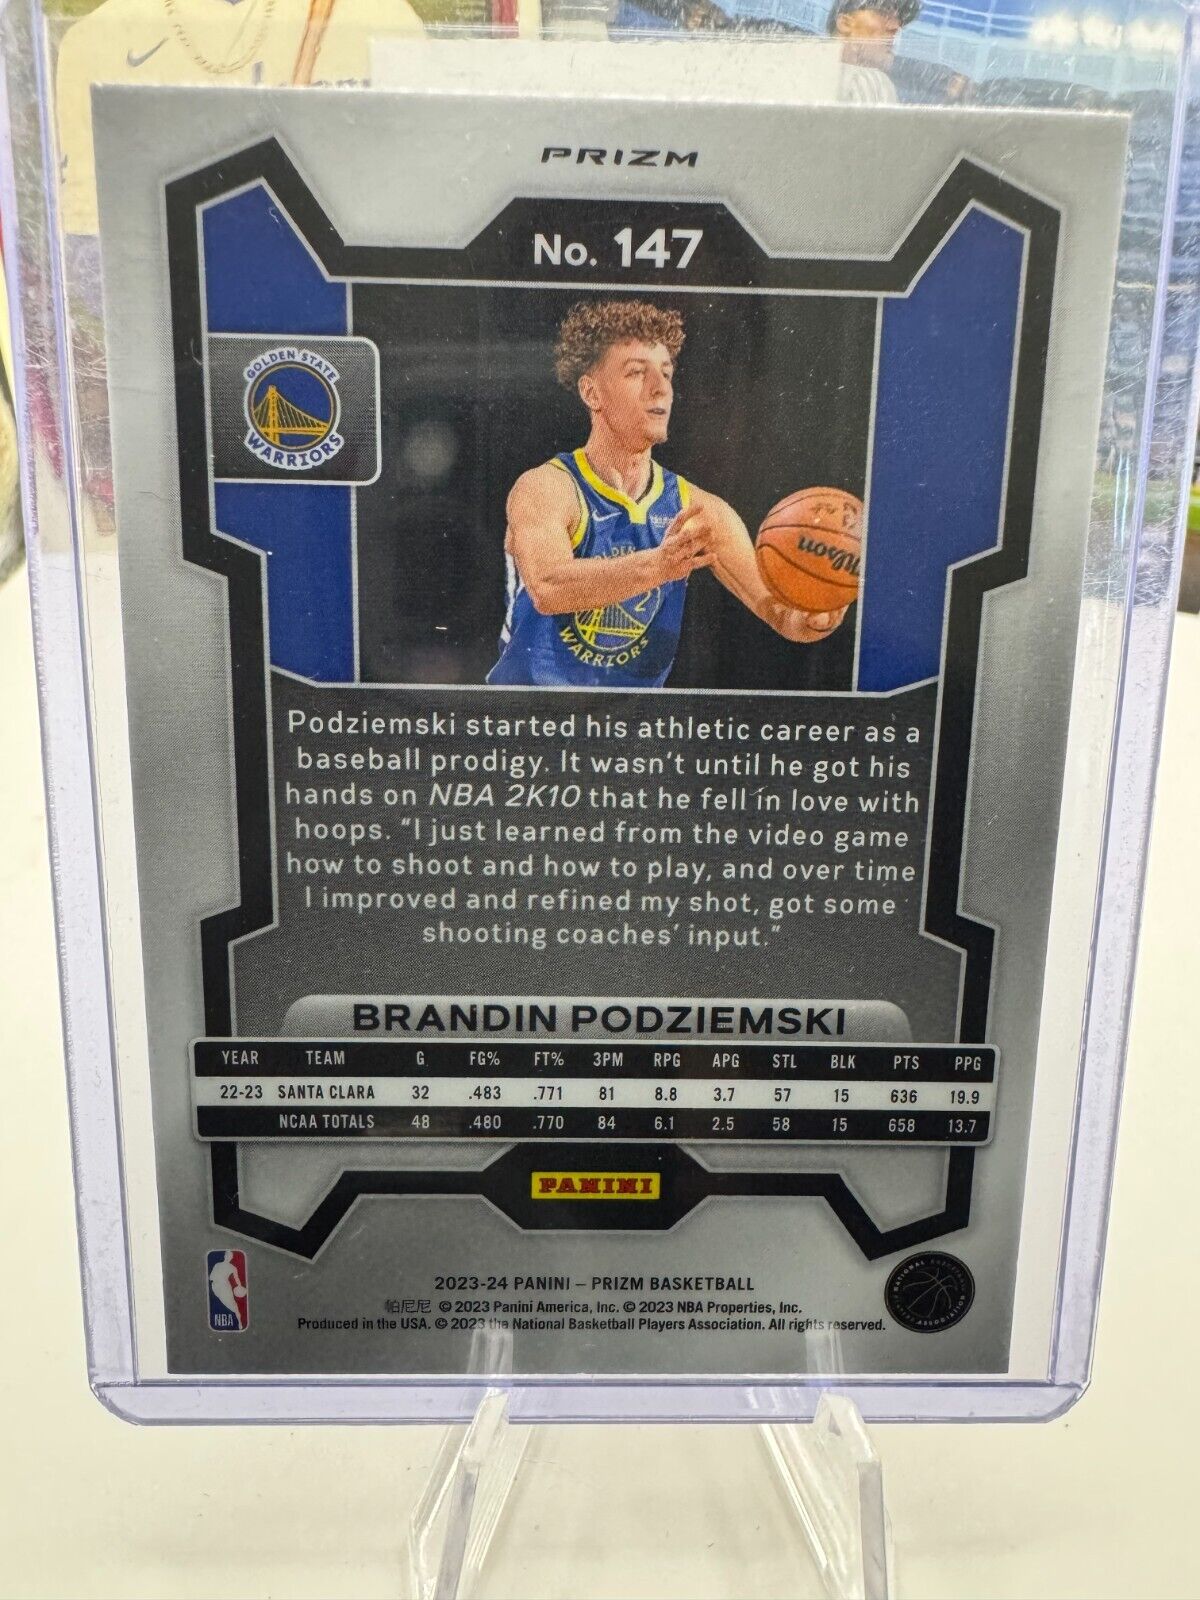 PRIZM
No. 147
GOLDEN STATE
WARRIORS
Wilson
GOLDEN
2
WARRIORS
Podziemski started his athletic career as a
baseball prodigy. It wasn't until he got his
hands on NBA 2K10 that he fell in love with
hoops. "I just learned from the video game
how to shoot and how to play, and over time
I improved and refined my shot, got some
shooting coaches' input."
BRANDIN PODZIEMSKI
YEAR TEAM G FG% FT% 3PM RPG APG STL BLK PTS PPG
22-23 SANTA CLARA 32 .483 .771 81 8.8 3.7 57 15 636 19.9
NCAA TOTALS 48 .480 .770 84 6.1 2.5 58 15 658 13.7
PANINI
2023-24 PANINI – PRIZM BASKETBALL
帕尼尼 © 2023 Panini America, Inc. © 2023 NBA Properties, Inc.
Produced in the USA. © 2023 the National Basketball Players Association. All rights reserved.
NBA
NATIONAL BASKETBALL
PLAYERS ASSOCIATION